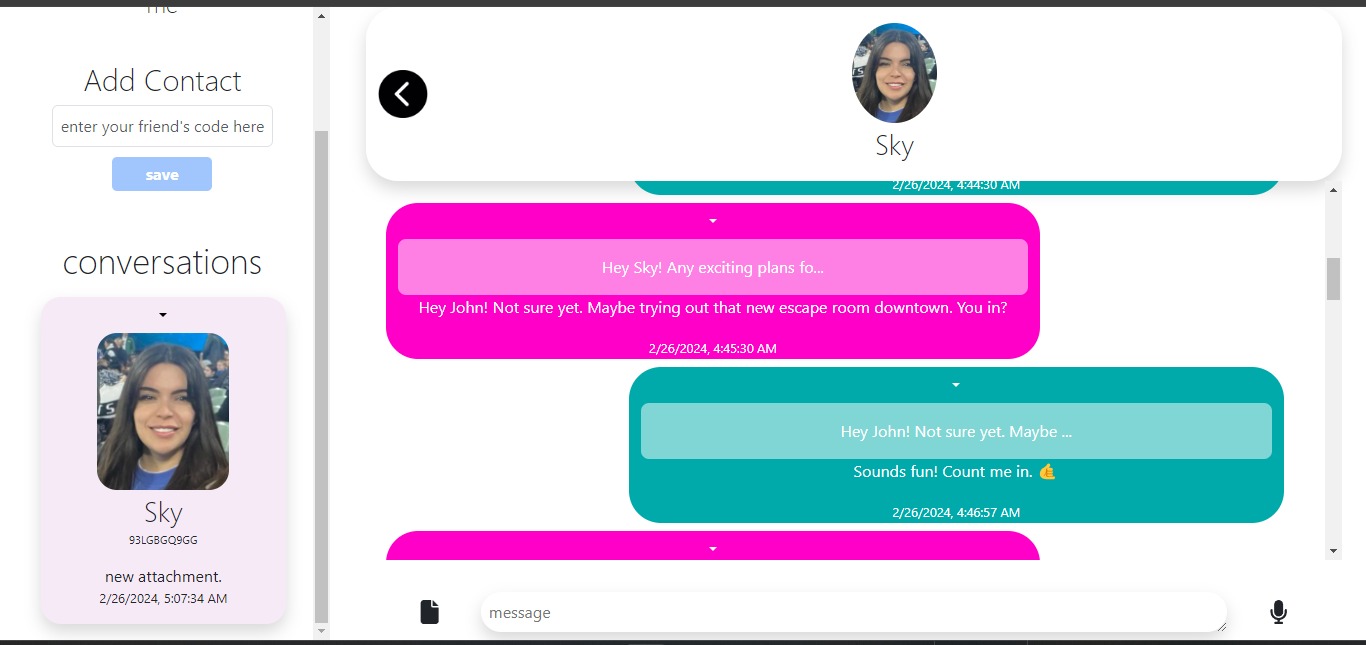 me
Add Contact
enter your friend's code here
save
conversations
Sky
93LGBGQ9GG
new attachment.
2/26/2024, 5:07:34 AM
Sky
2/26/2024, 4:44:30 AM
Hey Sky! Any exciting plans fo...
Hey John! Not sure yet. Maybe trying out that new escape room downtown. You in?
2/26/2024, 4:45:30 AM
Hey John! Not sure yet. Maybe ...
Sounds fun! Count me in. 🤙
2/26/2024, 4:46:57 AM
message